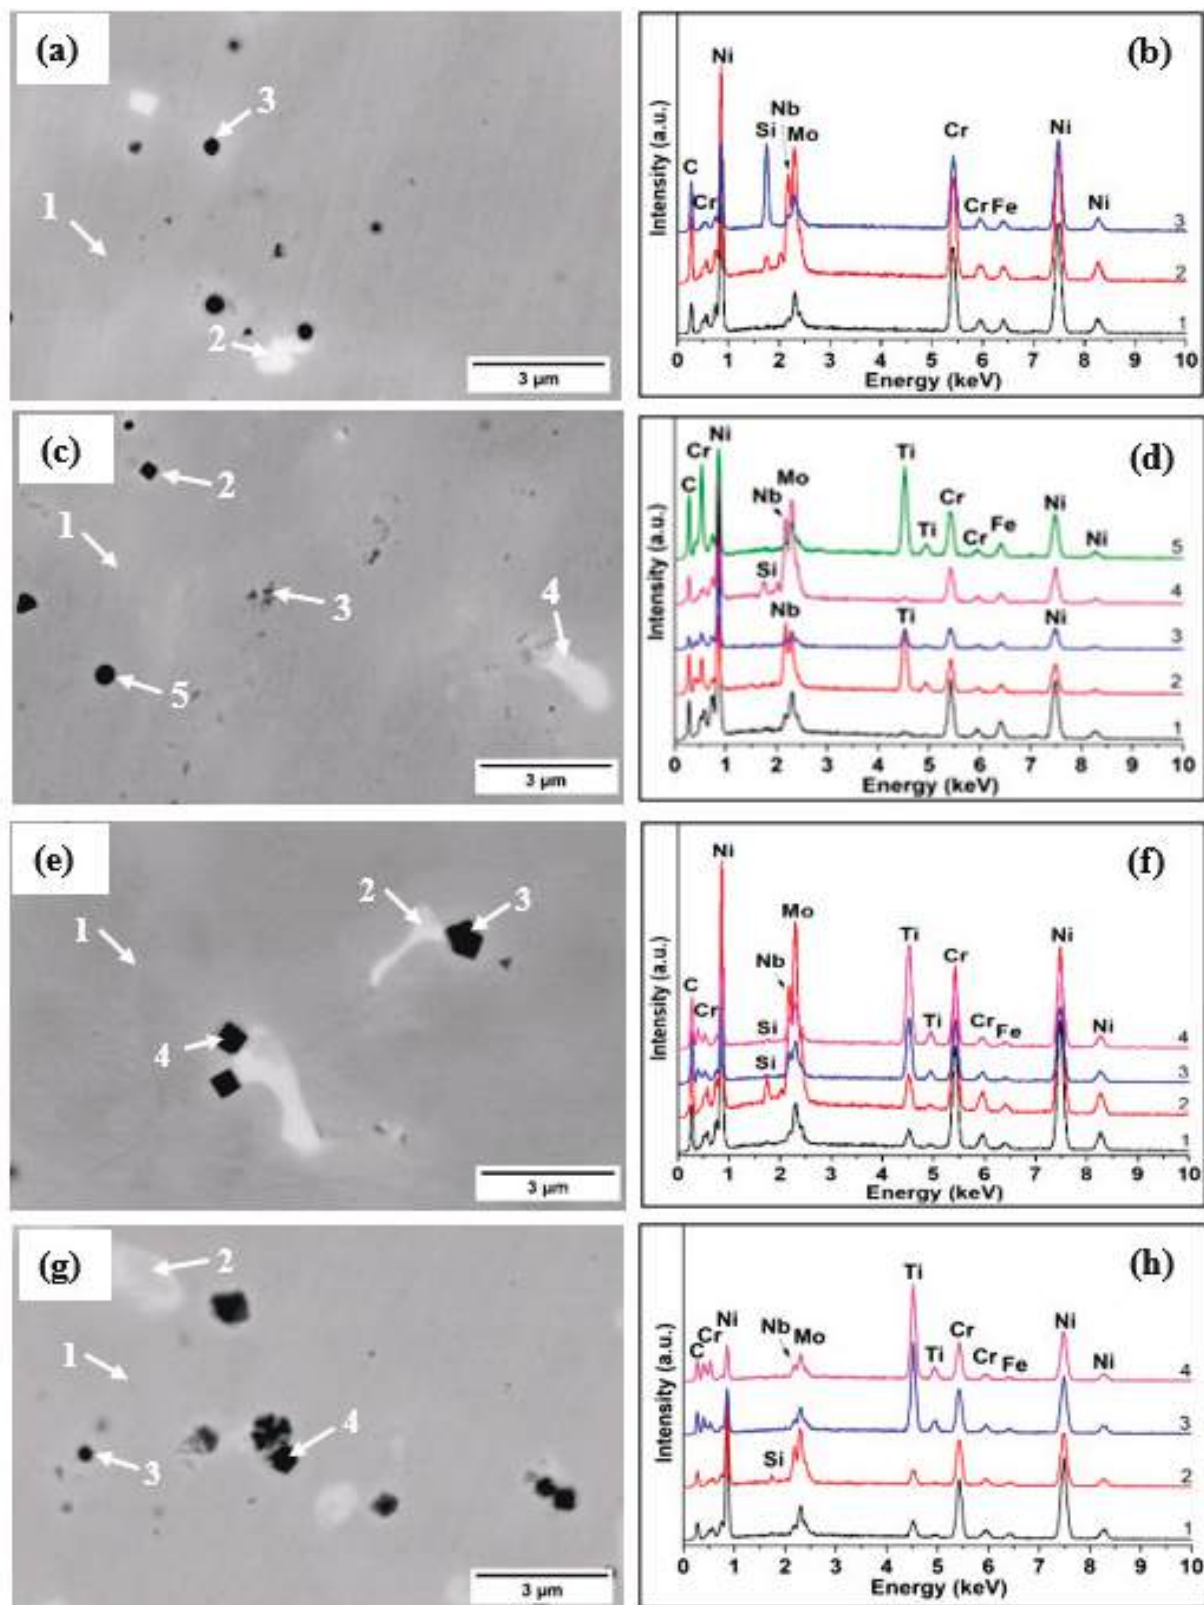 (a)
3
1
2
3 µm
(b)
Ni
Nb
Si
Mo
Cr
Ni
C
Cr
Cr
Fe
Ni
3
2
1
Intensity (a.u.)
0 1 2 3 4 5 6 7 8 9 10
Energy (keV)
(c)
2
1
3
4
5
3 µm
(d)
Ni
Cr
C
Ti
Mo
Nb
Cr
Fe
Ti
Cr
Ni
Ni
5
Si
4
Nb
Ti
Ni
3
2
1
Intensity (a.u.)
0 1 2 3 4 5 6 7 8 9 10
Energy (keV)
(e)
2
3
1
4
3 µm
(f)
Ni
Mo
Ti
Cr
Ni
Nb
C
Cr
Si
Ti
Cr
Fe
Ni
4
Si
3
2
1
Intensity (a.u.)
0 1 2 3 4 5 6 7 8 9 10
Energy (keV)
(g)
2
1
3
4
3 µm
(h)
Ti
Ni
Cr
C
Nb
Mo
Cr
Ni
Ti
Cr
Fe
Ni
4
3
Si
2
1
Intensity (a.u.)
0 1 2 3 4 5 6 7 8 9 10
Energy (keV)